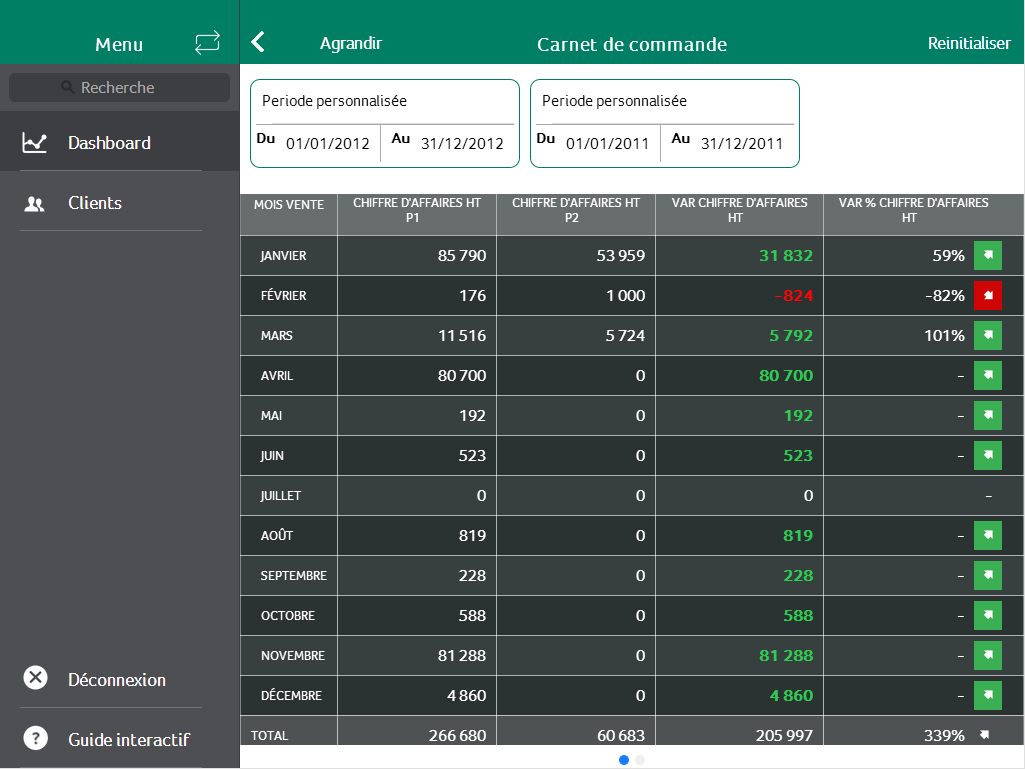 Menu
Agrandir
Carnet de commande
Reinitialiser
Recherche
Dashboard
Clients
Déconnexion
? Guide interactif
Periode personnalisée
Du 01/01/2012 Au 31/12/2012
Periode personnalisée
Du 01/01/2011 Au 31/12/2011
MOIS VENTE CHIFFRE D'AFFAIRES HT P1 CHIFFRE D'AFFAIRES HT P2 VAR CHIFFRE D'AFFAIRES HT VAR % CHIFFRE D'AFFAIRES HT
JANVIER 85 790 53 959 31 832 59%
FÉVRIER 176 1 000 -824 -82%
MARS 11 516 5 724 5 792 101%
AVRIL 80 700 0 80 700 -
MAI 192 0 192 -
JUIN 523 0 523 -
JUILLET 0 0 0 -
AOÛT 819 0 819 -
SEPTEMBRE 228 0 228 -
OCTOBRE 588 0 588 -
NOVEMBRE 81 288 0 81 288 -
DÉCEMBRE 4 860 0 4 860 -
TOTAL 266 680 60 683 205 997 339%